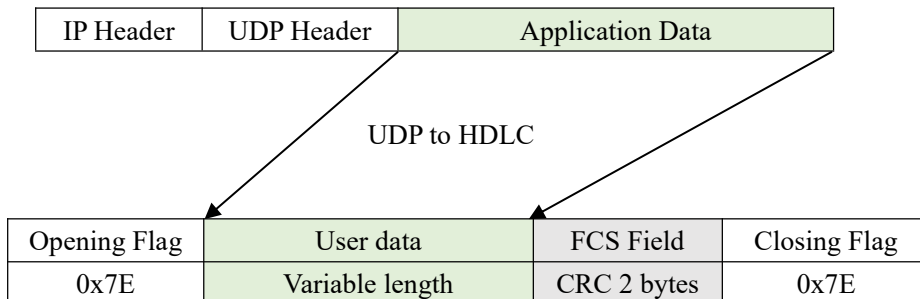 IP Header UDP Header Application Data
UDP to HDLC
Opening Flag User data FCS Field Closing Flag
0x7E Variable length CRC 2 bytes 0x7E